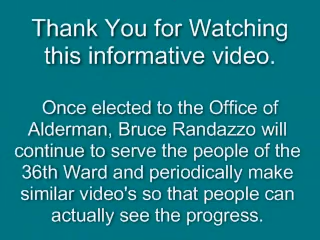 Thank You for Watching
this informative video.
Once elected to the Office of
Alderman, Bruce Randazzo will
continue to serve the people of the
36th Ward and periodically make
similar video's so that people can
actually see the progress.